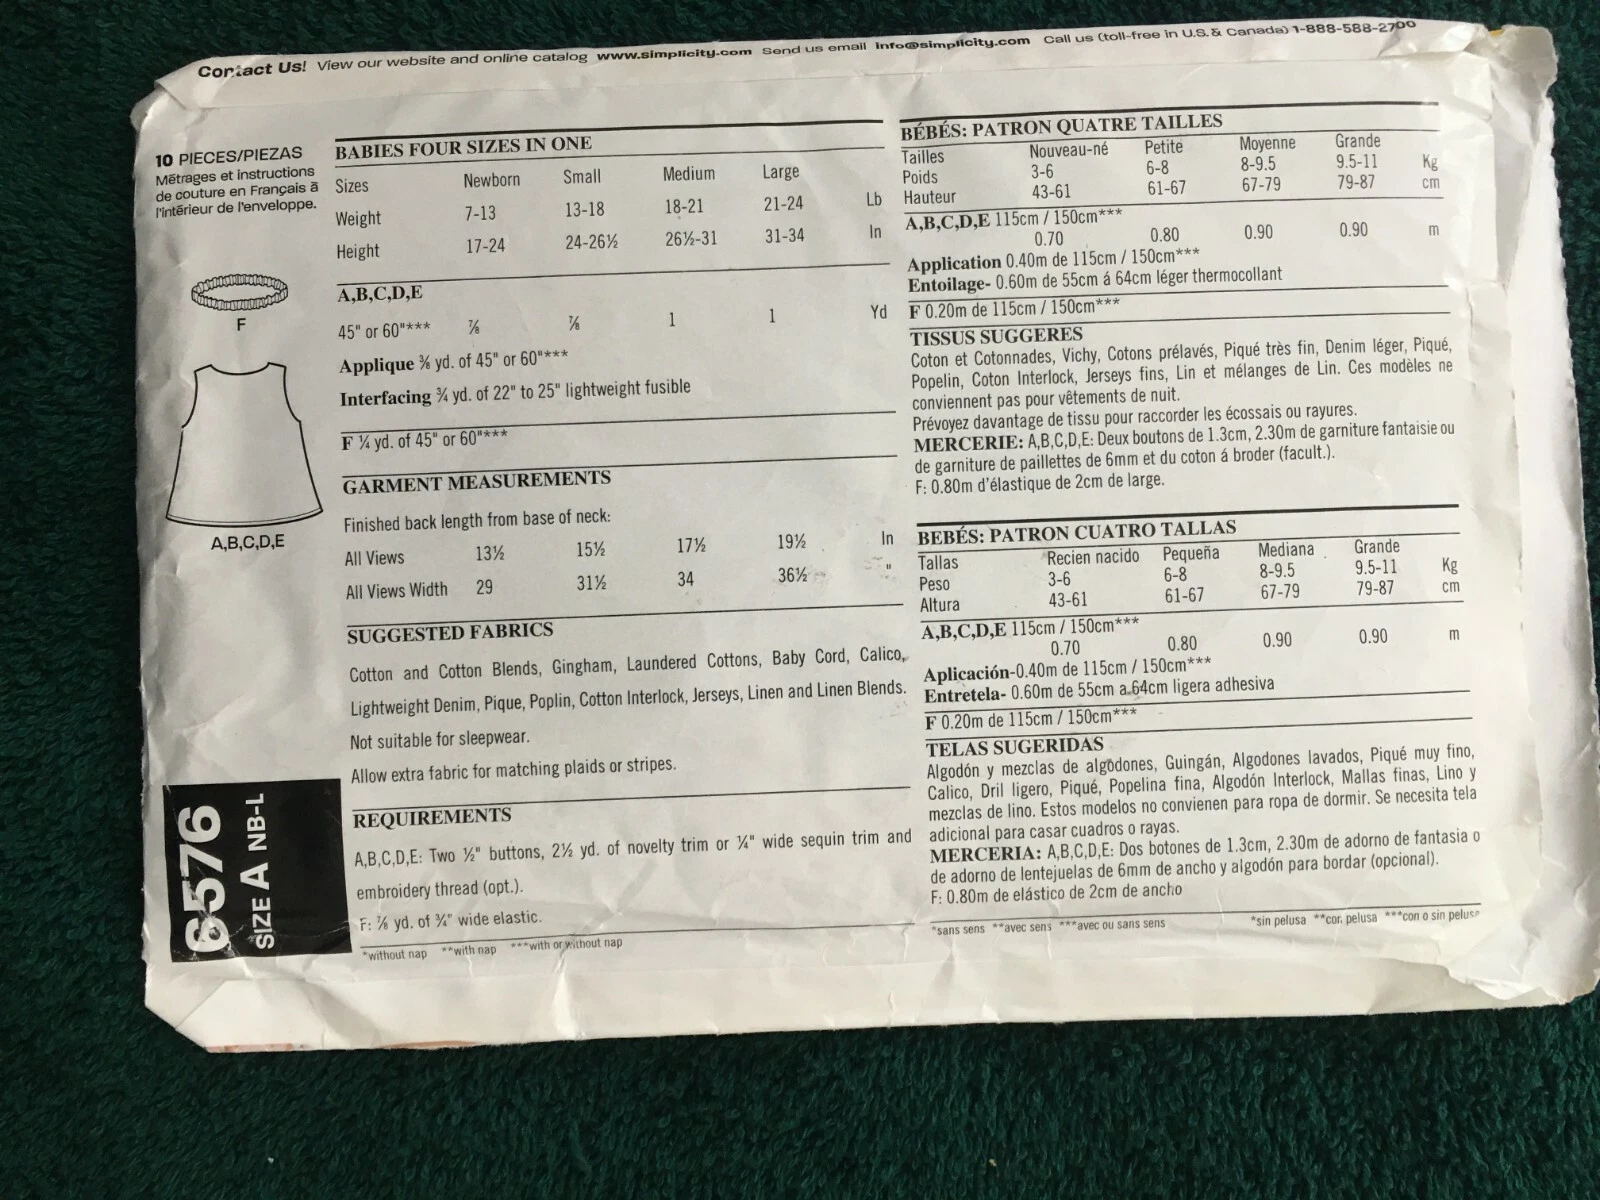 Contact Us! View our website and online catalog www.simplicity.com Send us email info@simplicity.com Call us (toll-free in U.S. & Canada) 1-888-588-2700
10 PIECES/PIEZAS
Métrages et instructions
de couture en Français à
l'intérieur de l'enveloppe.
F
A,B,C,D,E
6576
SIZE A NB-L
BABIES FOUR SIZES IN ONE
Sizes Newborn Small Medium Large
Weight 7-13 13-18 18-21 21-24 Lb
Height 17-24 24-26½ 26½-31 31-34 In
A,B,C,D,E
45" or 60"*** ⅞ ⅞ 1 1 Yd
Applique ⅜ yd. of 45" or 60"***
Interfacing ¾ yd. of 22" to 25" lightweight fusible
F ¼ yd. of 45" or 60"***
GARMENT MEASUREMENTS
Finished back length from base of neck:
All Views 13½ 15½ 17½ 19½ In
All Views Width 29 31½ 34 36½ "
SUGGESTED FABRICS
Cotton and Cotton Blends, Gingham, Laundered Cottons, Baby Cord, Calico,
Lightweight Denim, Pique, Poplin, Cotton Interlock, Jerseys, Linen and Linen Blends.
Not suitable for sleepwear.
Allow extra fabric for matching plaids or stripes.
REQUIREMENTS
A,B,C,D,E: Two ½" buttons, 2½ yd. of novelty trim or ¼" wide sequin trim and
embroidery thread (opt.).
F: ⅞ yd. of ¾" wide elastic.
*without nap **with nap ***with or without nap
BÉBÉS: PATRON QUATRE TAILLES
Tailles Nouveau-né Petite Moyenne Grande
Poids 3-6 6-8 8-9.5 9.5-11 Kg
Hauteur 43-61 61-67 67-79 79-87 cm
A,B,C,D,E 115cm / 150cm***
0.70 0.80 0.90 0.90 m
Application 0.40m de 115cm / 150cm***
Entoilage- 0.60m de 55cm á 64cm léger thermocollant
F 0.20m de 115cm / 150cm***
TISSUS SUGGERES
Coton et Cotonnades, Vichy, Cotons prélavés, Piqué très fin, Denim léger, Piqué,
Popelin, Coton Interlock, Jerseys fins, Lin et mélanges de Lin. Ces modèles ne
conviennent pas pour vêtements de nuit.
Prévoyez davantage de tissu pour raccorder les écossais ou rayures.
MERCERIE: A,B,C,D,E: Deux boutons de 1.3cm, 2.30m de garniture fantaisie ou
de garniture de paillettes de 6mm et du coton á broder (facult.).
F: 0.80m d'élastique de 2cm de large.
BEBÉS: PATRON CUATRO TALLAS
Tallas Recien nacido Pequeña Mediana Grande
Peso 3-6 6-8 8-9.5 9.5-11 Kg
Altura 43-61 61-67 67-79 79-87 cm
A,B,C,D,E 115cm / 150cm***
0.70 0.80 0.90 0.90 m
Aplicación-0.40m de 115cm / 150cm***
Entretela- 0.60m de 55cm a 64cm ligera adhesiva
F 0.20m de 115cm / 150cm***
TELAS SUGERIDAS
Algodón y mezclas de algodones, Guingán, Algodones lavados, Piqué muy fino,
Calico, Dril ligero, Piqué, Popelina fina, Algodón Interlock, Mallas finas, Lino y
mezclas de lino. Estos modelos no convienen para ropa de dormir. Se necesita tela
adicional para casar cuadros o rayas.
MERCERIA: A,B,C,D,E: Dos botones de 1.3cm, 2.30m de adorno de fantasia o
de adorno de lentejuelas de 6mm de ancho y algodón para bordar (opcional).
F: 0.80m de elástico de 2cm de ancho
*sans sens **avec sens ***avec ou sans sens *sin pelusa **con pelusa ***con o sin pelusa